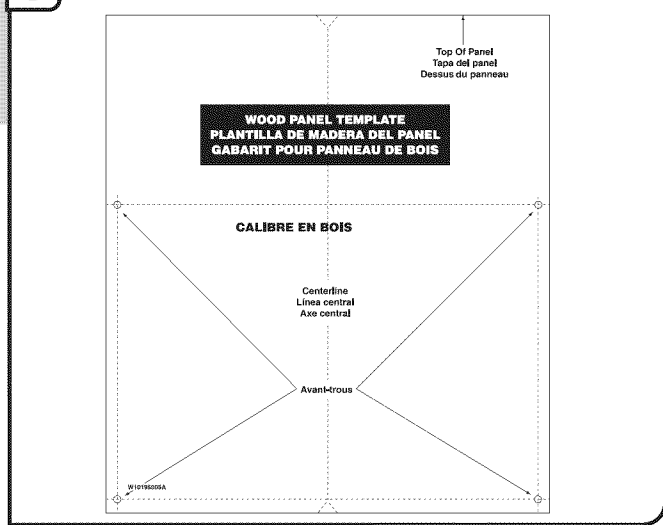 Top Of Panel
Tapa del panel
Dessus du panneau
WOOD PANEL TEMPLATE
PLANTILLA DE MADERA DEL PANEL
GABARIT POUR PANNEAU DE BOIS
CALIBRE EN BOIS
Centerline
Línea central
Axe central
Avant-trous